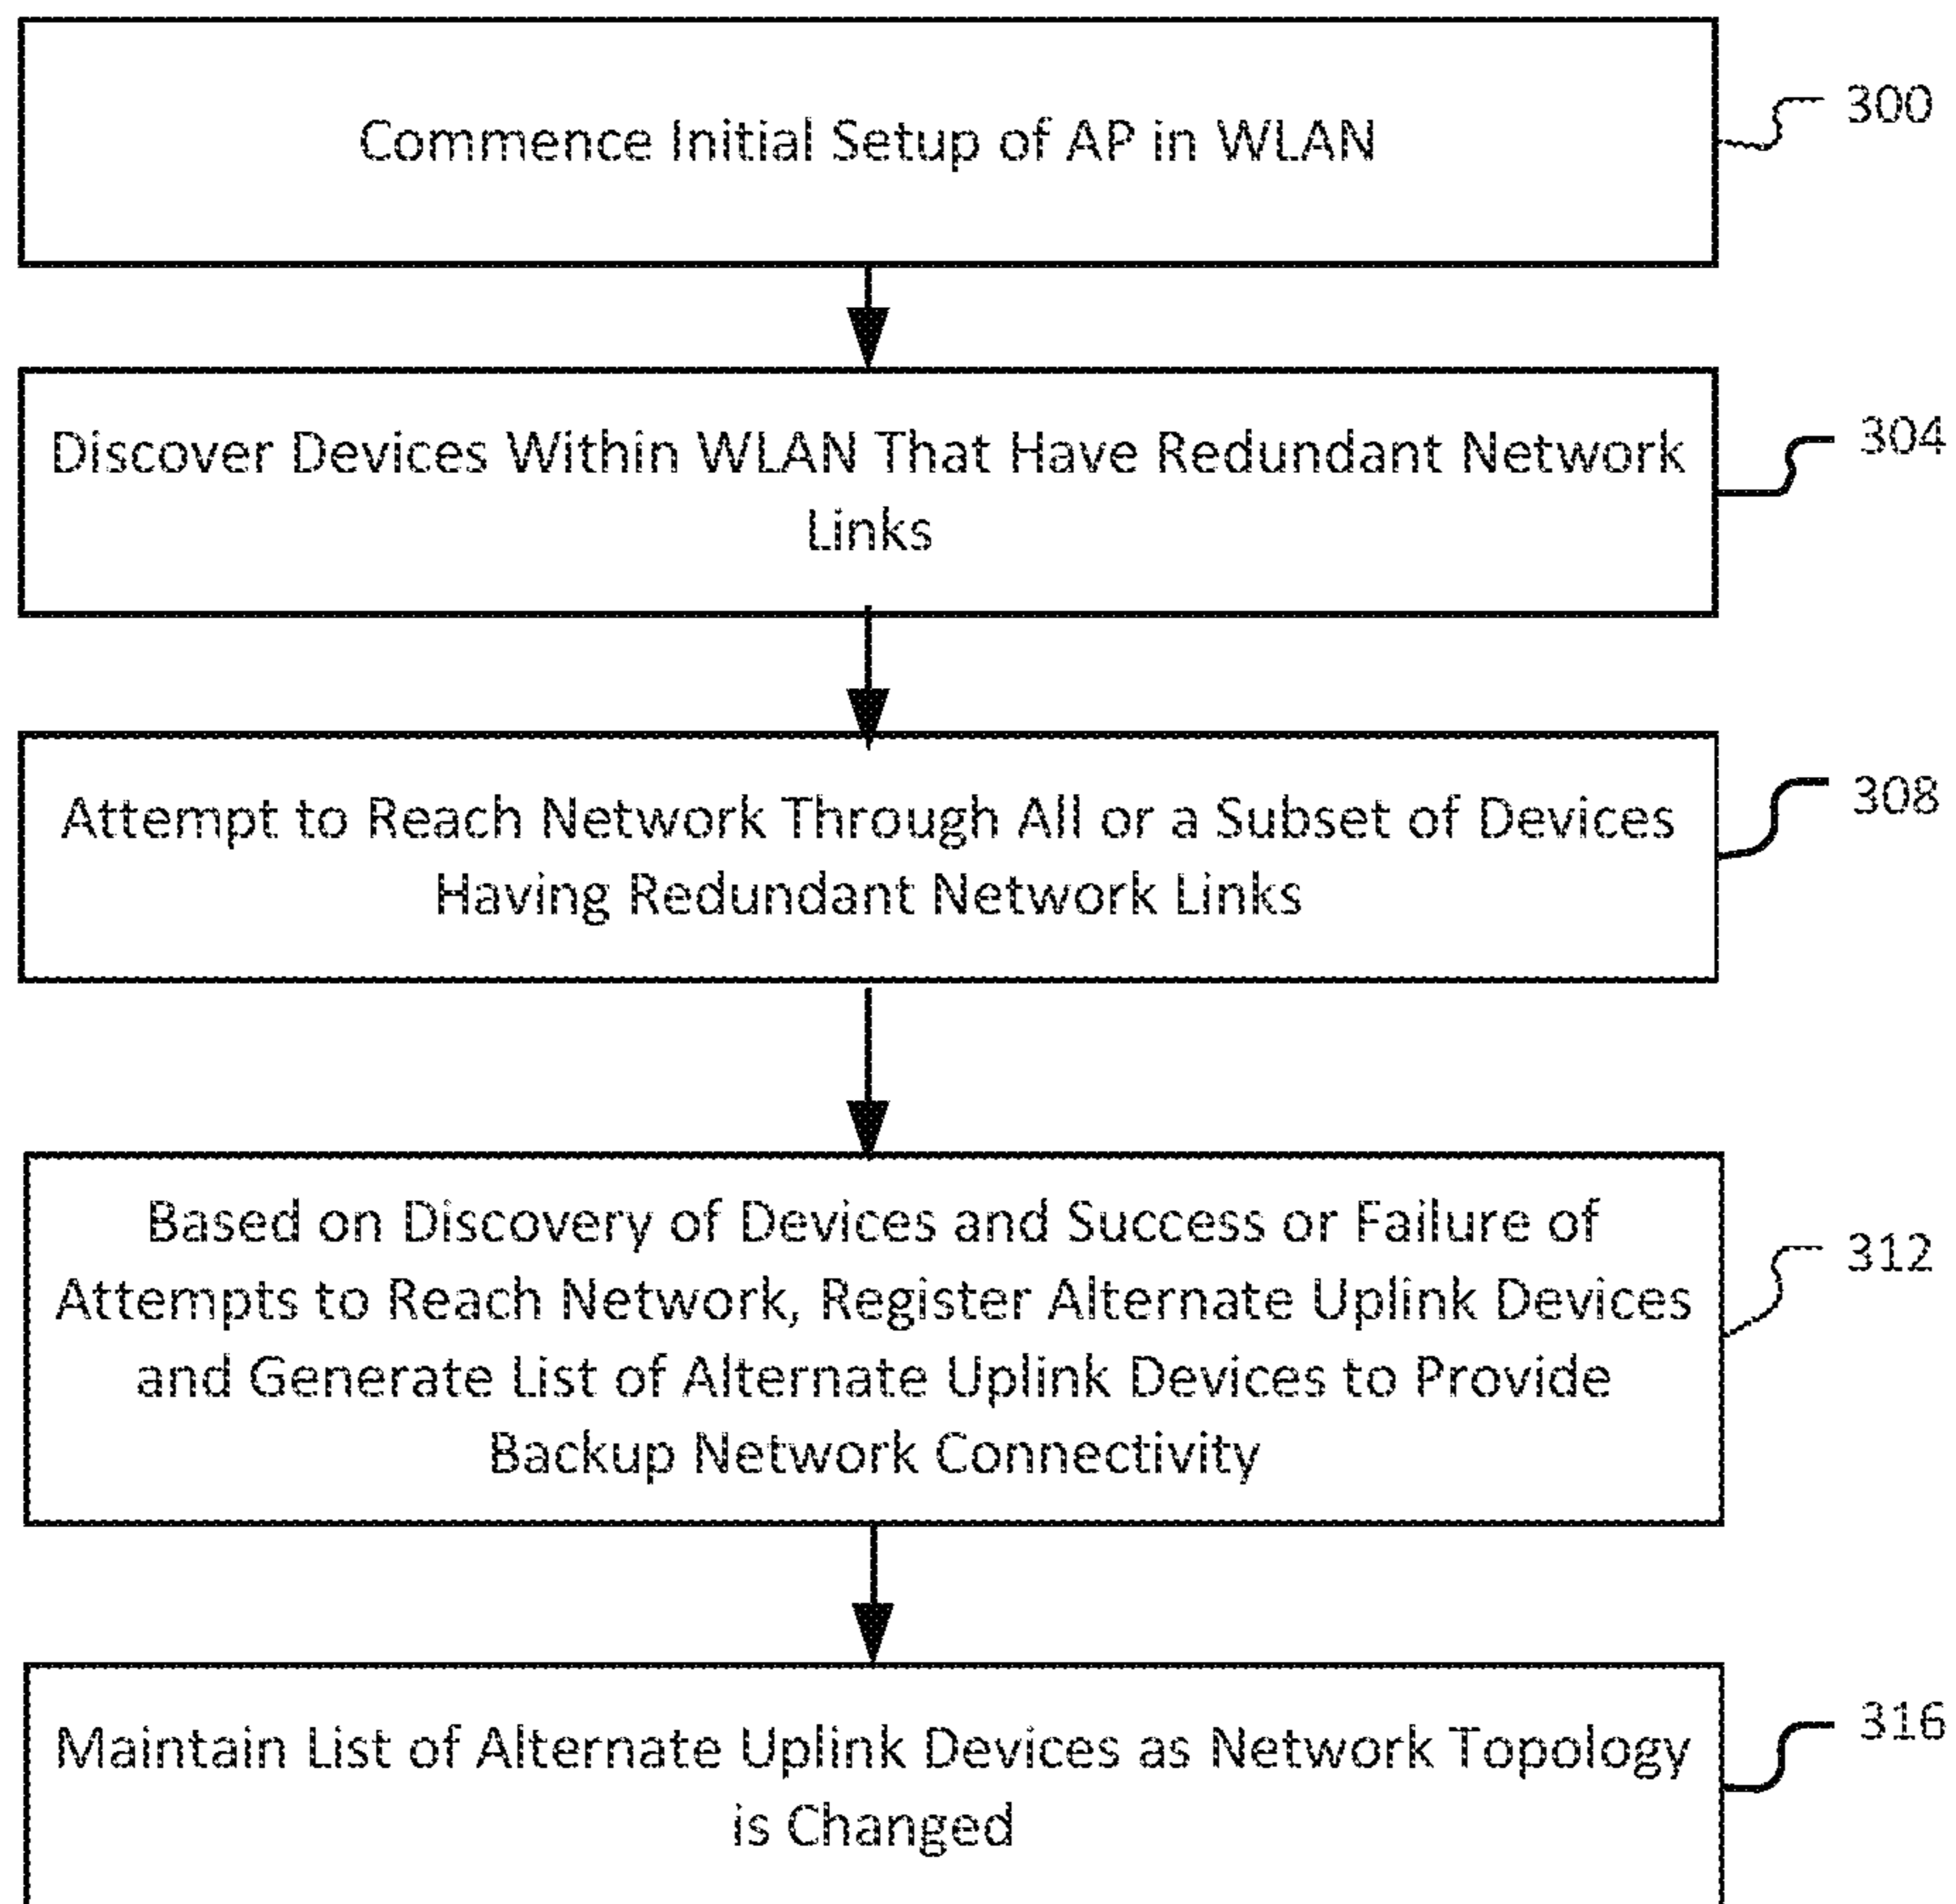 Commence Initial Setup of AP in WLAN
300
Discover Devices Within WLAN That Have Redundant Network
Links
304
Attempt to Reach Network Through All or a Subset of Devices
Having Redundant Network Links
308
Based on Discovery of Devices and Success or Failure of
Attempts to Reach Network, Register Alternate Uplink Devices
and Generate List of Alternate Uplink Devices to Provide
Backup Network Connectivity
312
Maintain List of Alternate Uplink Devices as Network Topology
is Changed
316